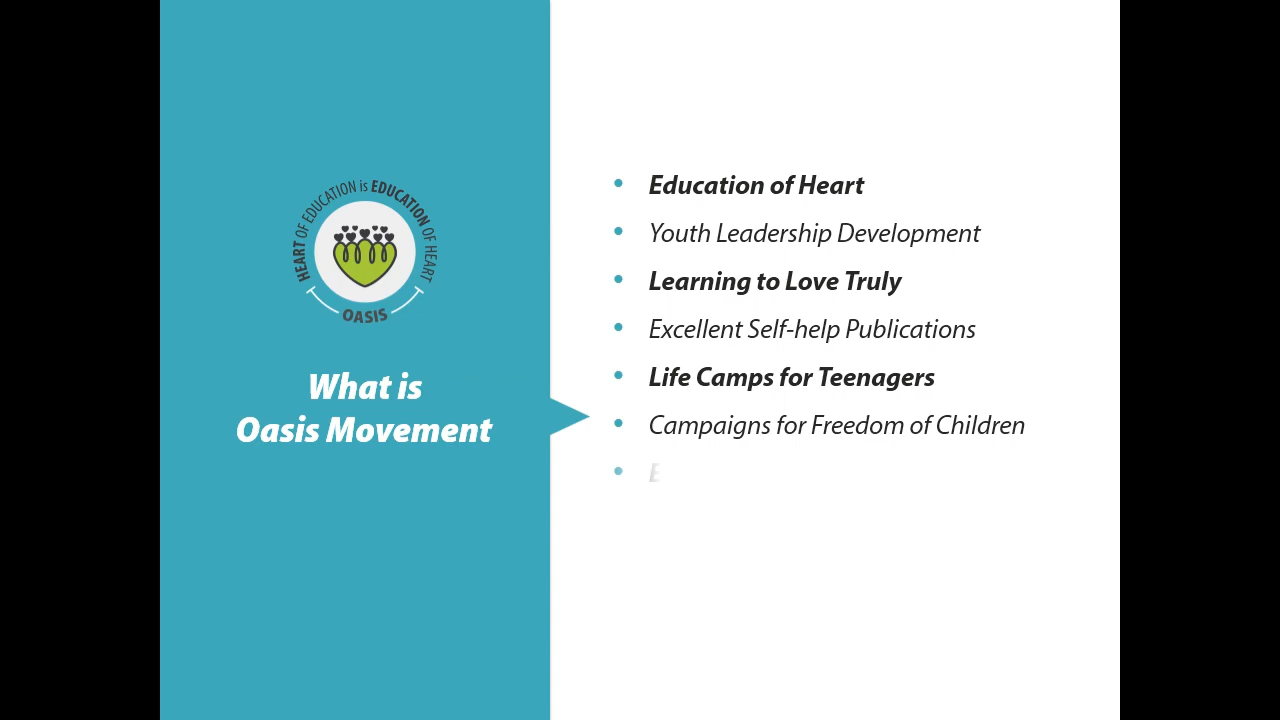 HEART OF EDUCATION is EDUCATION OF HEART
OASIS
What is
Oasis Movement
• Education of Heart
• Youth Leadership Development
• Learning to Love Truly
• Excellent Self-help Publications
• Life Camps for Teenagers
• Campaigns for Freedom of Children
•